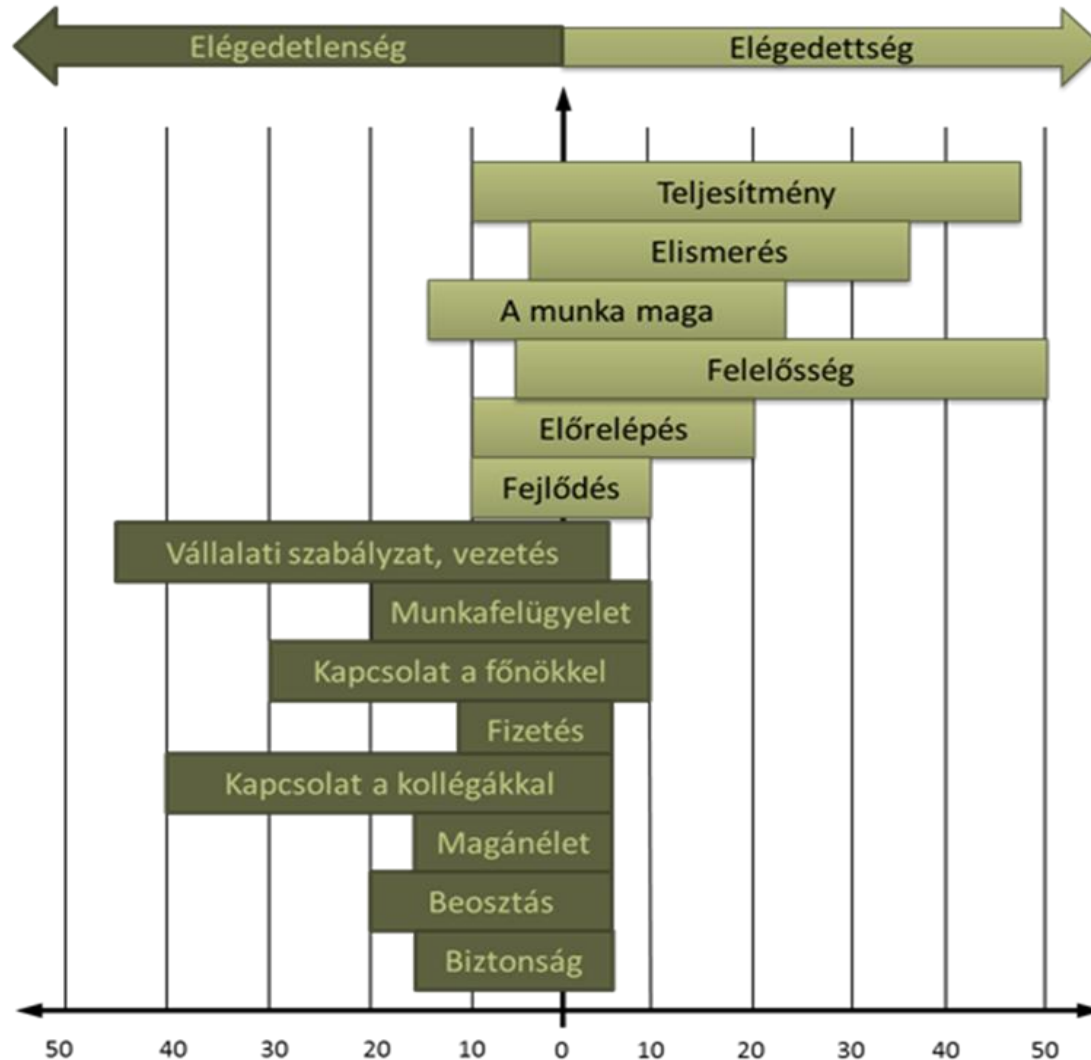 Elégedetlenség Elégedettség
Teljesítmény
Elismerés
A munka maga
Felelősség
Előrelépés
Fejlődés
Vállalati szabályzat, vezetés
Munkafelügyelet
Kapcsolat a főnökkel
Fizetés
Kapcsolat a kollégákkal
Magánélet
Beosztás
Biztonság
50 40 30 20 10 0 10 20 30 40 50